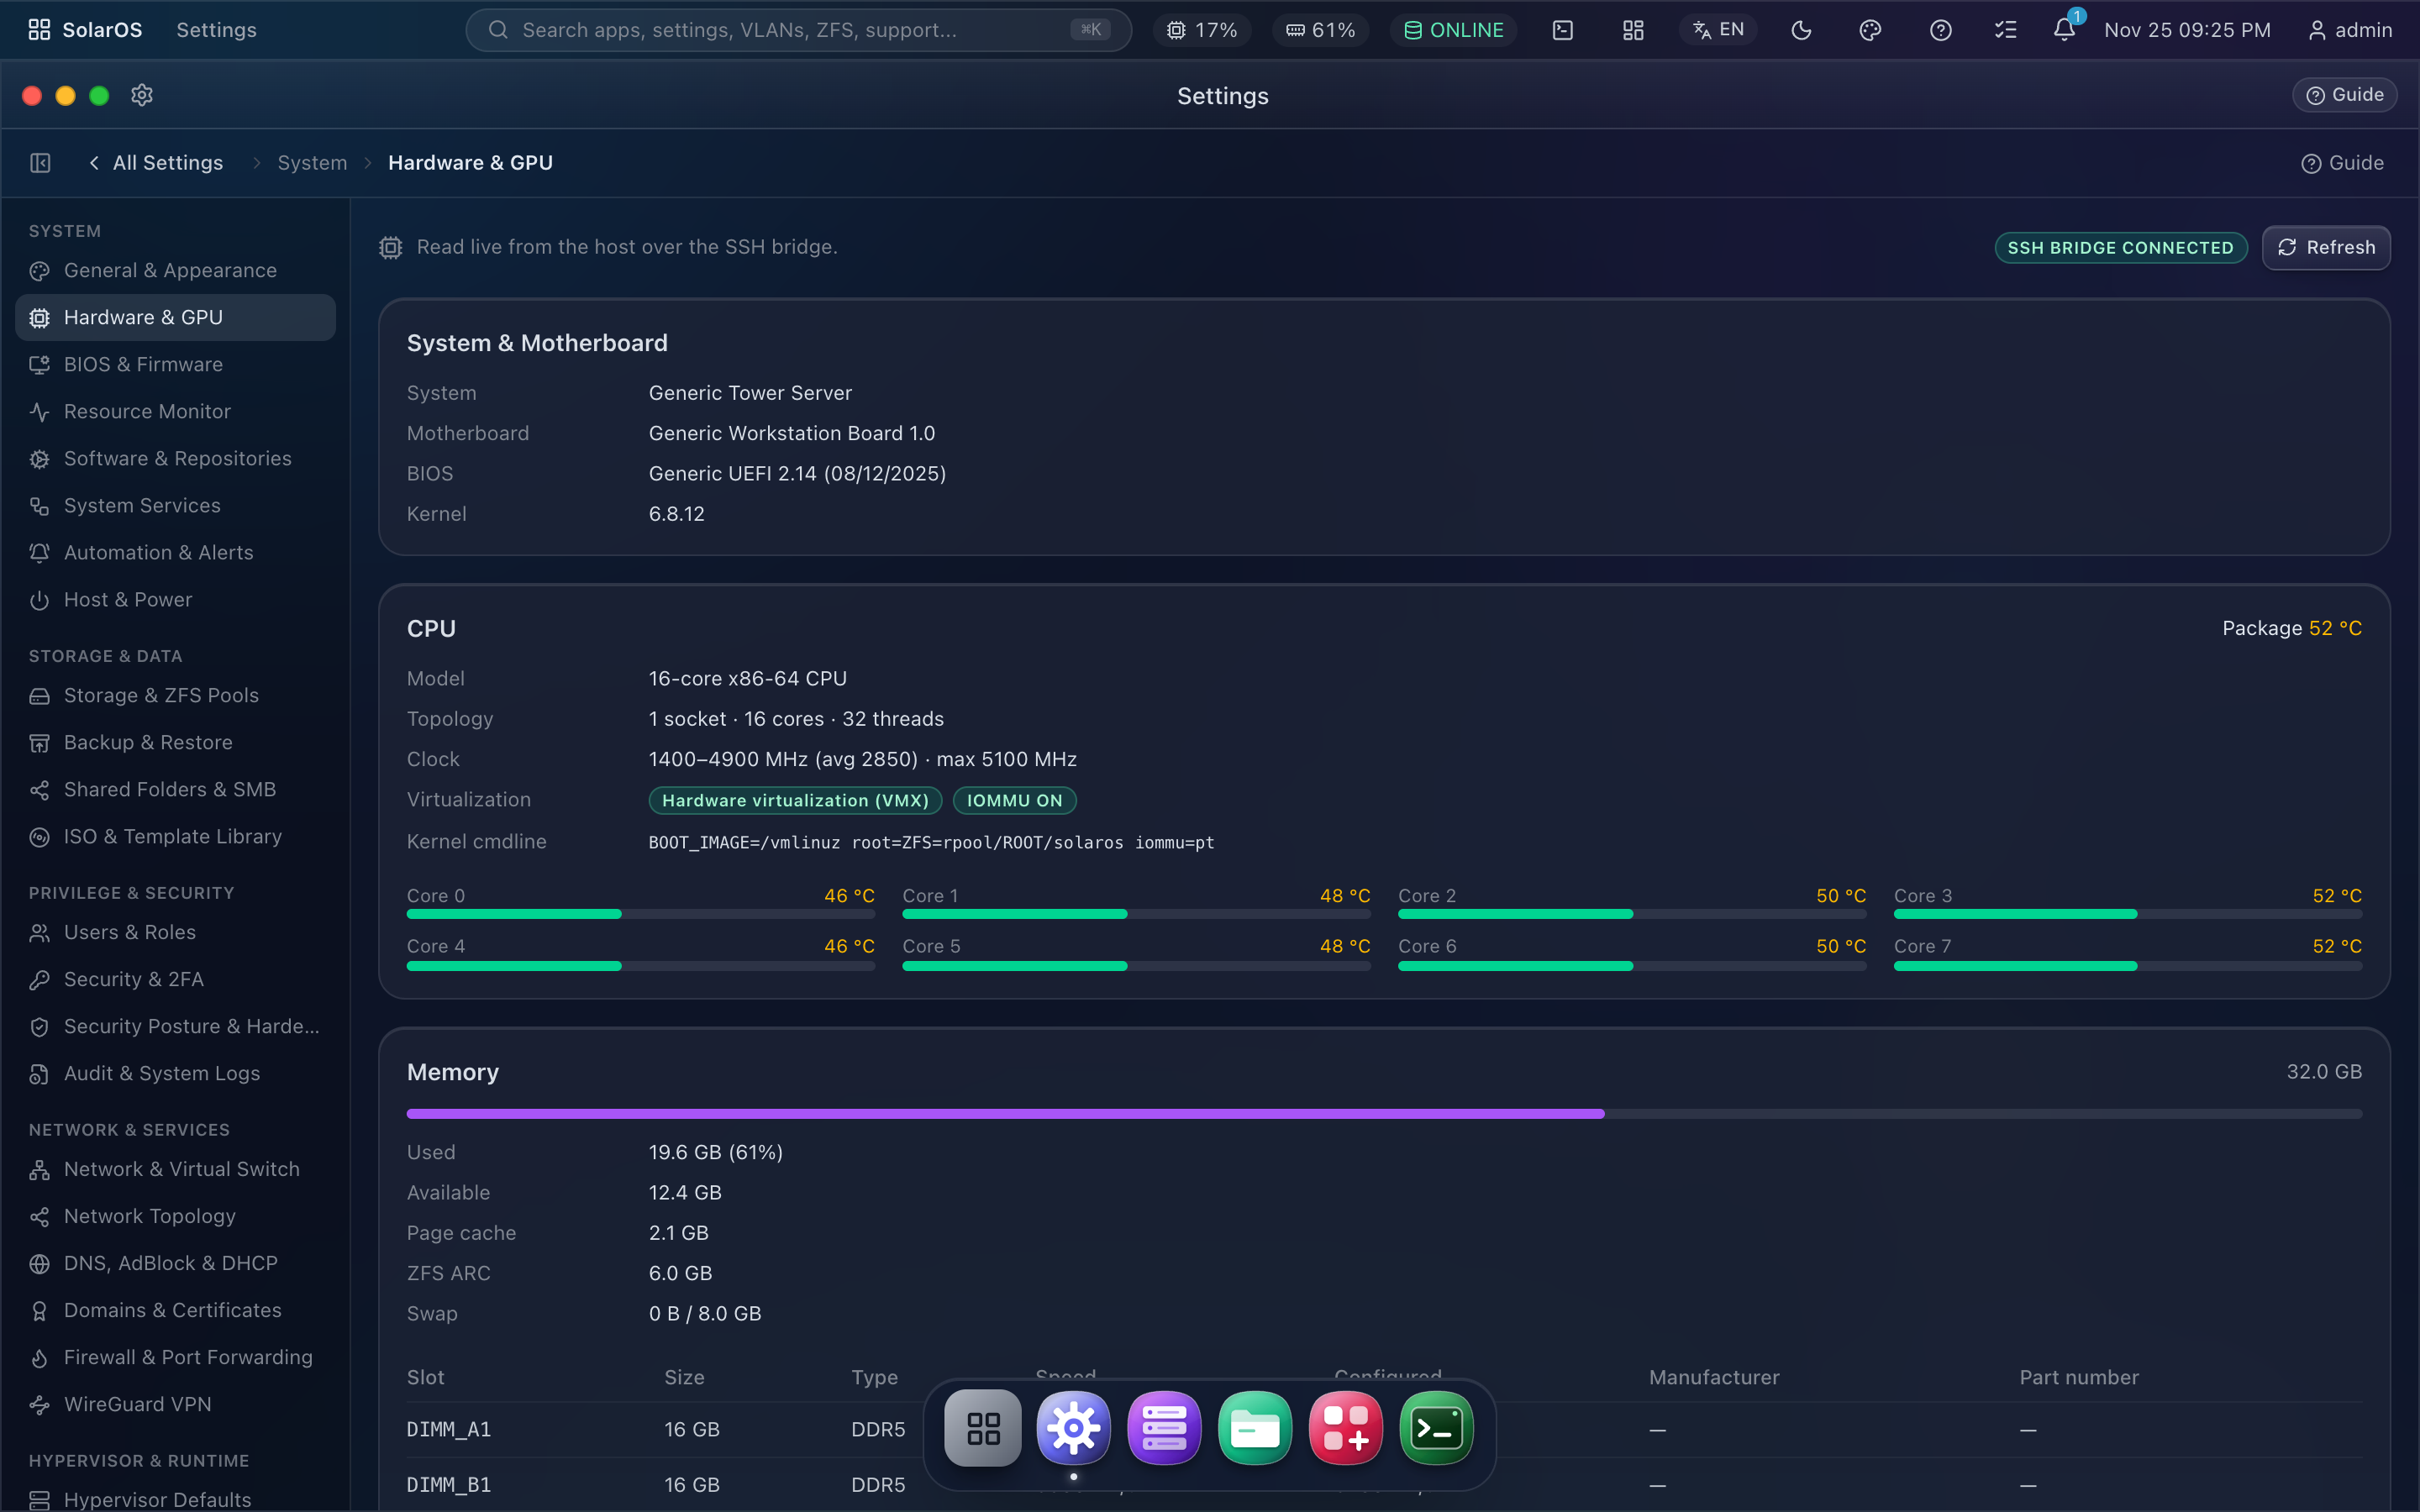 SolarOS Settings Search apps, settings, VLANs, ZFS, support... ⌘K 17% 61% ONLINE EN 1 Nov 25 09:25 PM admin
Settings Guide
All Settings System Hardware & GPU Guide
SYSTEM
General & Appearance
Hardware & GPU
BIOS & Firmware
Resource Monitor
Software & Repositories
System Services
Automation & Alerts
Host & Power
STORAGE & DATA
Storage & ZFS Pools
Backup & Restore
Shared Folders & SMB
ISO & Template Library
PRIVILEGE & SECURITY
Users & Roles
Security & 2FA
Security Posture & Harde...
Audit & System Logs
NETWORK & SERVICES
Network & Virtual Switch
Network Topology
DNS, AdBlock & DHCP
Domains & Certificates
Firewall & Port Forwarding
WireGuard VPN
HYPERVISOR & RUNTIME
Hypervisor Defaults
Read live from the host over the SSH bridge. SSH BRIDGE CONNECTED Refresh
System & Motherboard
System Generic Tower Server
Motherboard Generic Workstation Board 1.0
BIOS Generic UEFI 2.14 (08/12/2025)
Kernel 6.8.12
CPU Package 52 °C
Model 16-core x86-64 CPU
Topology 1 socket · 16 cores · 32 threads
Clock 1400–4900 MHz (avg 2850) · max 5100 MHz
Virtualization Hardware virtualization (VMX) IOMMU ON
Kernel cmdline BOOT_IMAGE=/vmlinuz root=ZFS=rpool/ROOT/solaros iommu=pt
Core 0 46 °C Core 1 48 °C Core 2 50 °C Core 3 52 °C
Core 4 46 °C Core 5 48 °C Core 6 50 °C Core 7 52 °C
Memory 32.0 GB
Used 19.6 GB (61%)
Available 12.4 GB
Page cache 2.1 GB
ZFS ARC 6.0 GB
Swap 0 B / 8.0 GB
Slot Size Type Speed Configured Manufacturer Part number
DIMM_A1 16 GB DDR5 — —
DIMM_B1 16 GB DDR5 — —